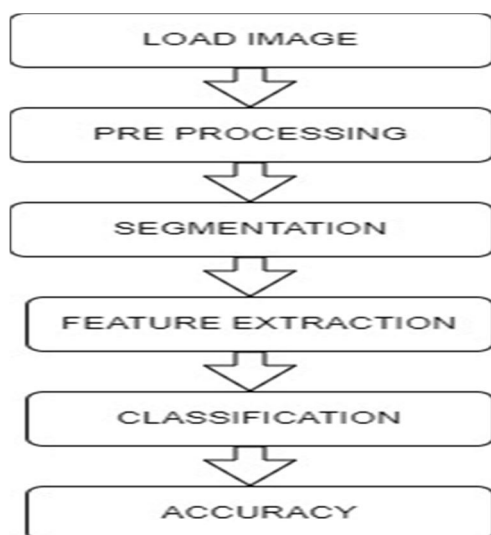 LOAD IMAGE
PRE PROCESSING
SEGMENTATION
FEATURE EXTRACTION
CLASSIFICATION
ACCURACY